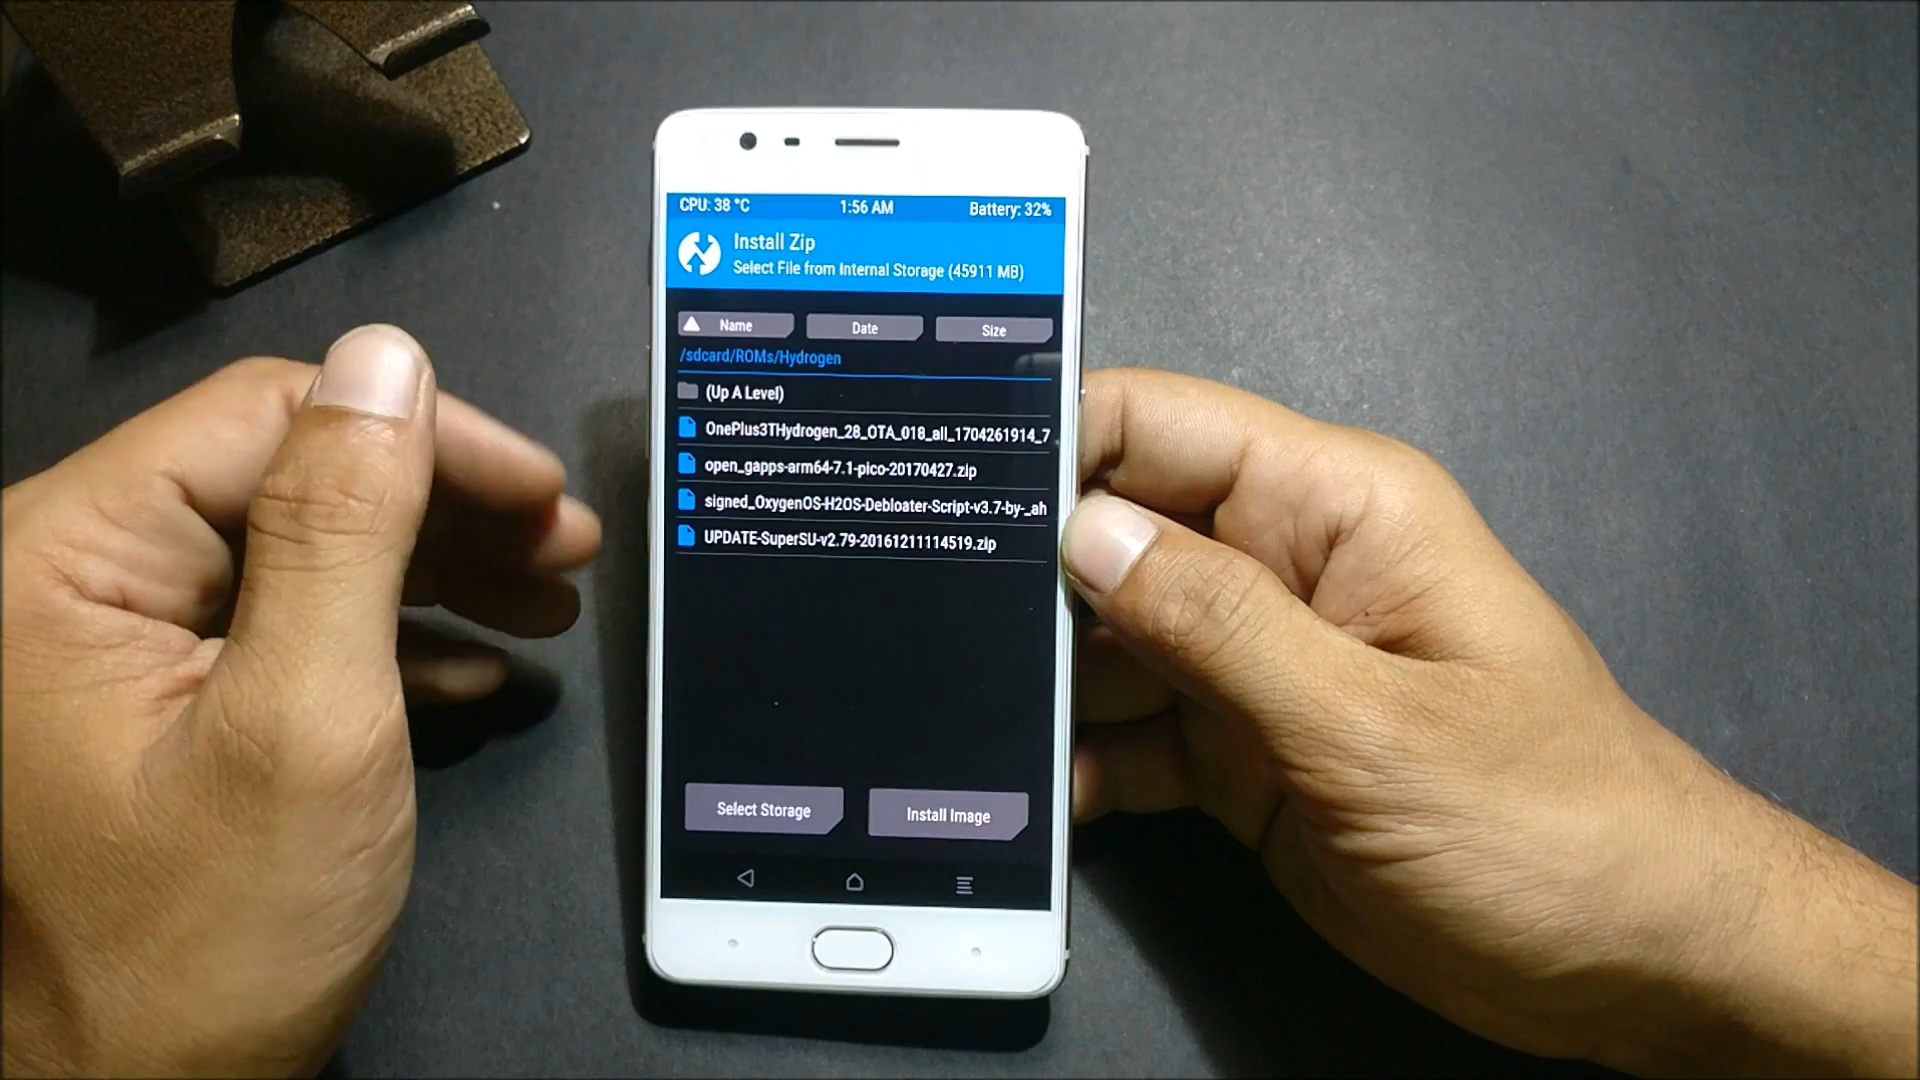 CPU: 38 °C 1:56 AM Battery: 32%
Install Zip
Select File from Internal Storage (45911 MB)
Name Date Size
/sdcard/ROMs/Hydrogen
(Up A Level)
OnePlus3THydrogen_28_OTA_018_all_1704261914_7
open_gapps-arm64-7.1-pico-20170427.zip
signed_OxygenOS-H2OS-Debloater-Script-v3.7-by-_ah
UPDATE-SuperSU-v2.79-20161211114519.zip
Select Storage Install Image